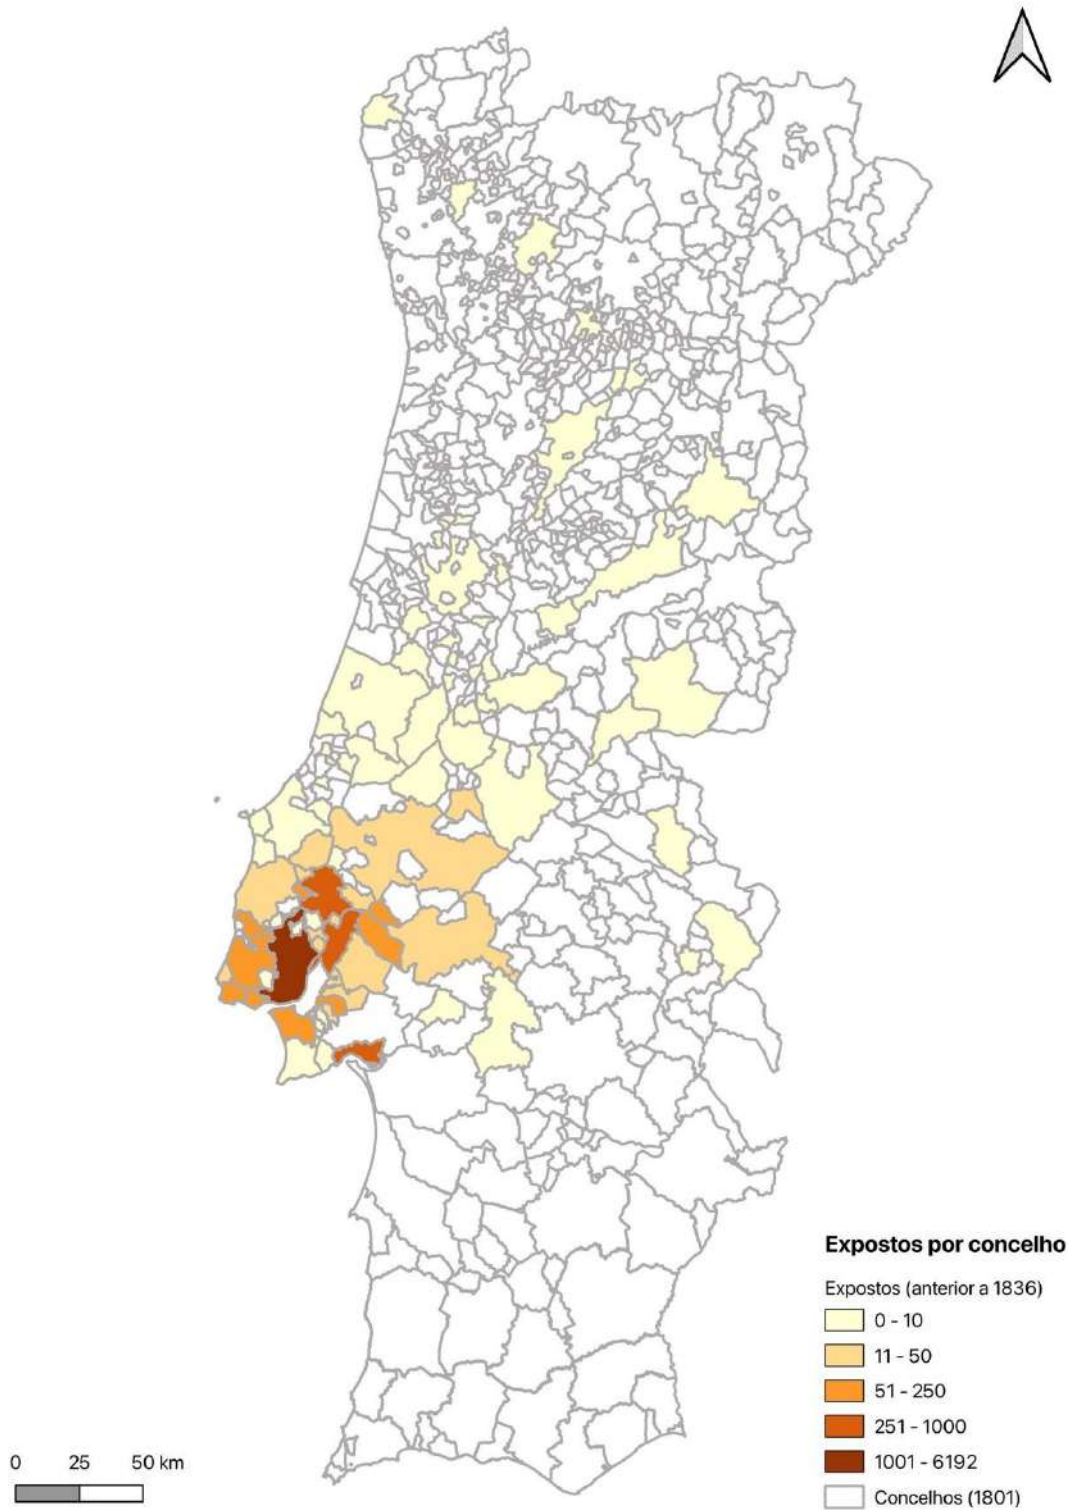 Expostos por concelho
Expostos (anterior a 1836)
0 - 10
11 - 50
51 - 250
251 - 1000
1001 - 6192
Concelhos (1801)
0 25 50 km